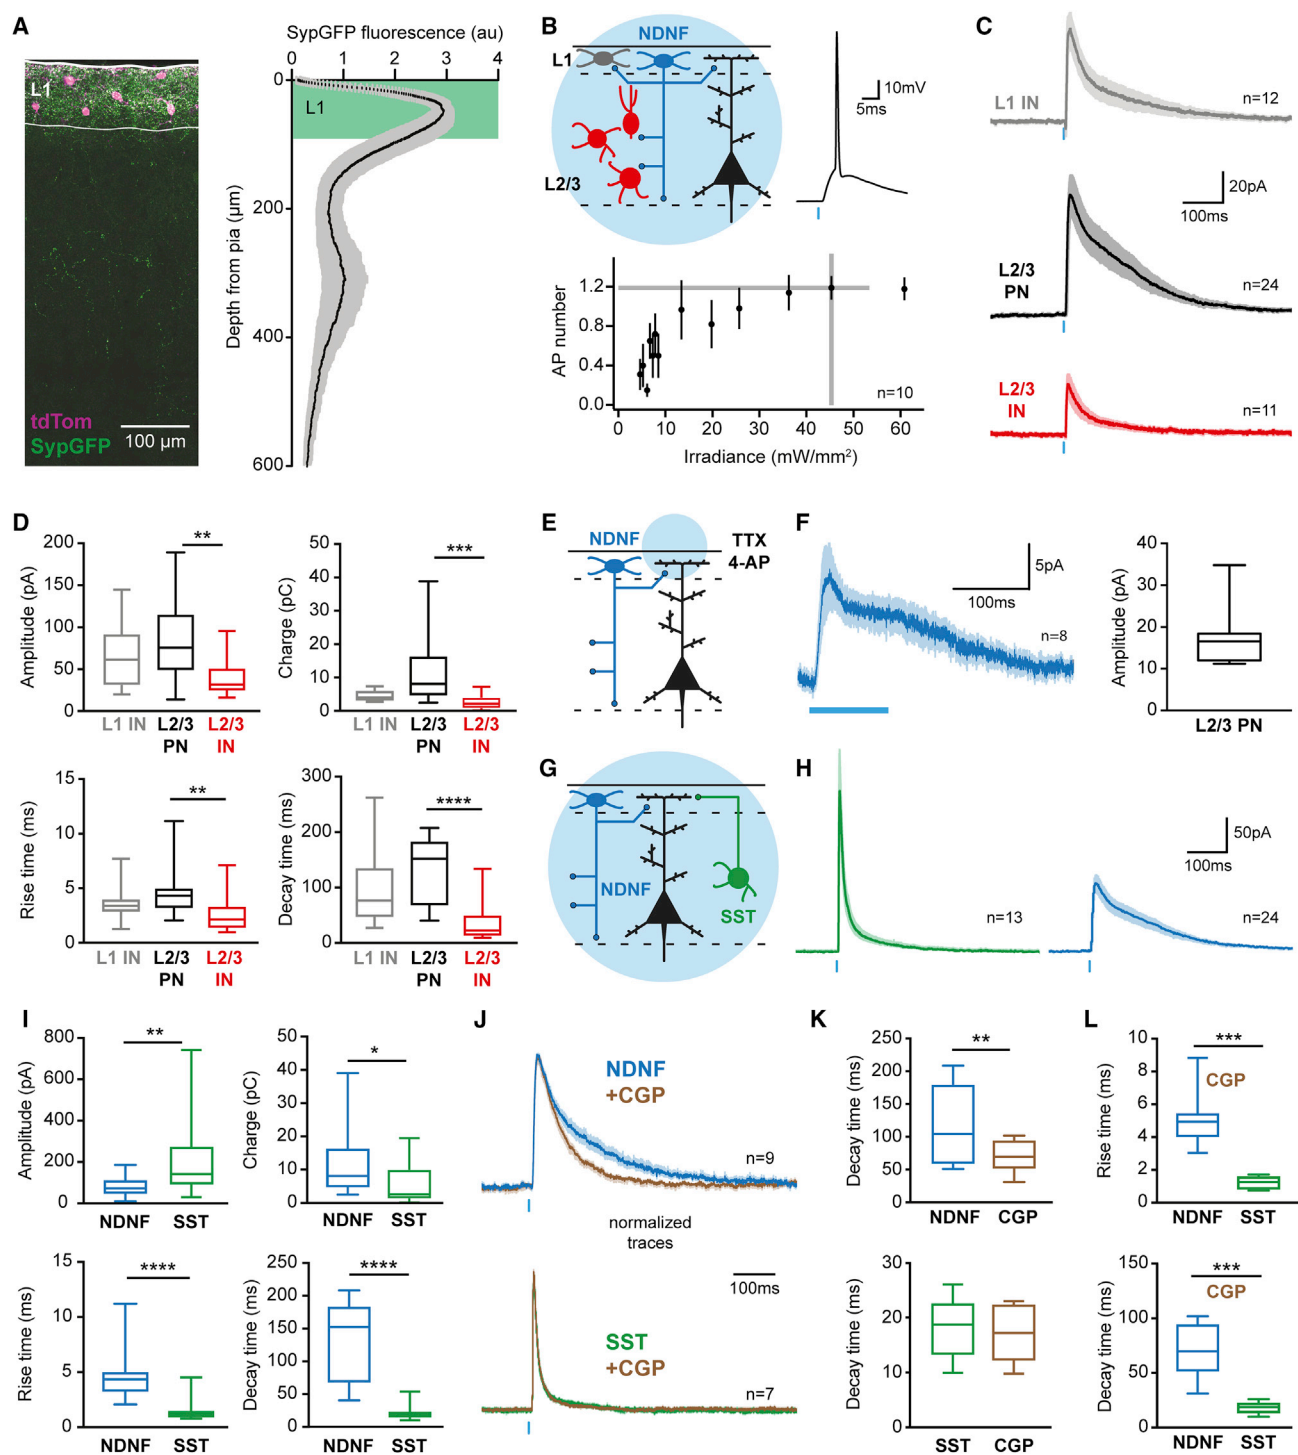 A
SypGFP fluorescence (au)
0 1 2 3 4
L1
L1
0
200
400
600
Depth from pia (µm)
tdTom
SypGFP
100 µm
B
NDNF
L1
L2/3
10mV
5ms
AP number
1.2
0.8
0.4
0.0
n=10
0 10 20 30 40 50 60
Irradiance (mW/mm²)
C
L1 IN
n=12
20pA
100ms
L2/3
PN
n=24
L2/3
IN
n=11
D
Amplitude (pA)
200
150
100
50
0
**
L1 IN L2/3 L2/3
PN IN
Charge (pC)
50
40
30
20
10
0
***
L1 IN L2/3 L2/3
PN IN
Rise time (ms)
15
10
5
0
**
L1 IN L2/3 L2/3
PN IN
Decay time (ms)
300
200
100
0
****
L1 IN L2/3 L2/3
PN IN
E
NDNF
TTX
4-AP
F
5pA
100ms
n=8
Amplitude (pA)
40
30
20
10
0
L2/3 PN
G
NDNF
SST
H
50pA
100ms
n=13
n=24
I
Amplitude (pA)
800
600
400
200
0
**
NDNF SST
Charge (pC)
50
40
30
20
10
0
*
NDNF SST
Rise time (ms)
15
10
5
0
****
NDNF SST
Decay time (ms)
250
200
150
100
50
0
****
NDNF SST
J
NDNF
+CGP
n=9
normalized
traces
100ms
SST
+CGP
n=7
K
Decay time (ms)
250
200
150
100
50
0
**
NDNF CGP
Decay time (ms)
30
20
10
0
SST CGP
L
Rise time (ms)
10
8
6
4
2
0
***
CGP
NDNF SST
Decay time (ms)
150
100
50
0
***
CGP
NDNF SST